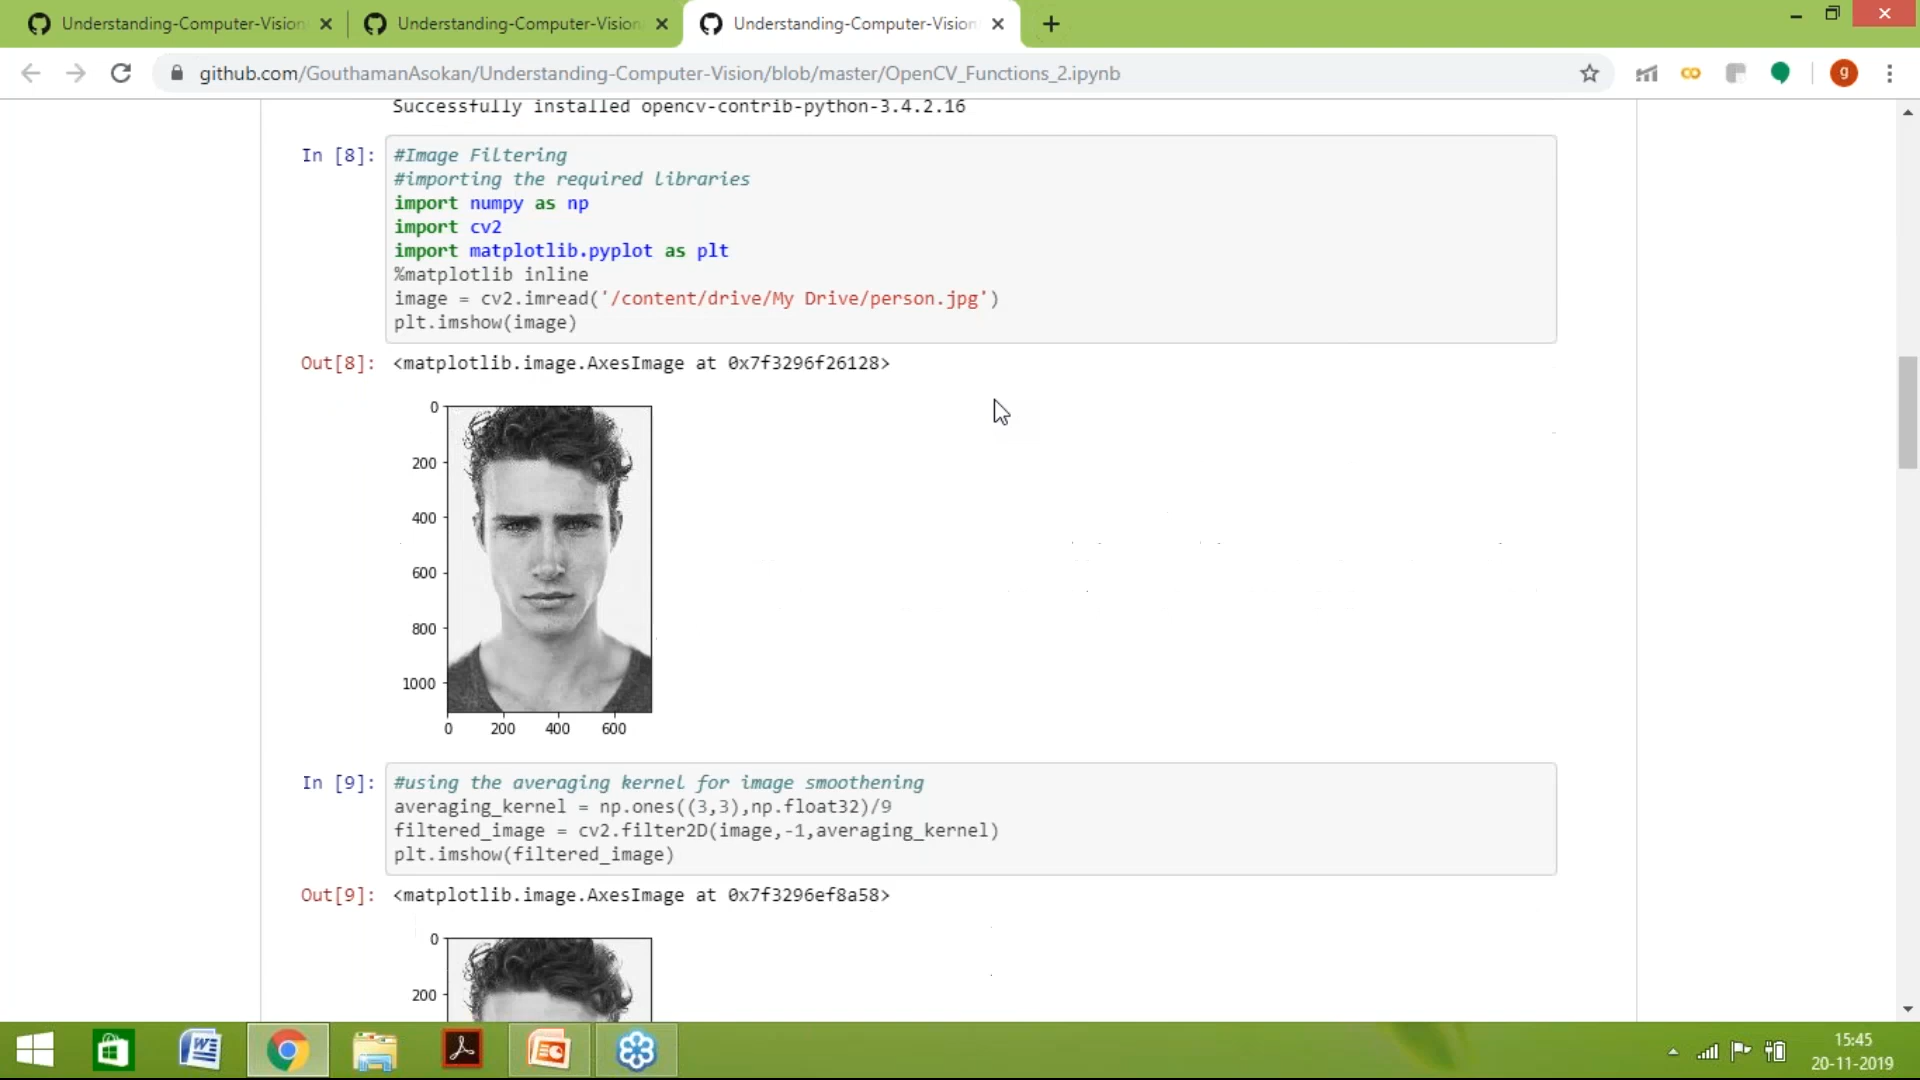 Understanding-Computer-Vision
Understanding-Computer-Vision
Understanding-Computer-Vision
github.com/GouthamanAsokan/Understanding-Computer-Vision/blob/master/OpenCV_Functions_2.ipynb
g
Successfully installed opencv-contrib-python-3.4.2.16
In [8]:
#Image Filtering
#importing the required libraries
import numpy as np
import cv2
import matplotlib.pyplot as plt
%matplotlib inline
image = cv2.imread('/content/drive/My Drive/person.jpg')
plt.imshow(image)
Out[8]: <matplotlib.image.AxesImage at 0x7f3296f26128>
0
200
400
600
800
1000
0 200 400 600
In [9]:
#using the averaging kernel for image smoothening
averaging_kernel = np.ones((3,3),np.float32)/9
filtered_image = cv2.filter2D(image,-1,averaging_kernel)
plt.imshow(filtered_image)
Out[9]: <matplotlib.image.AxesImage at 0x7f3296ef8a58>
0
200
15:45
20-11-2019